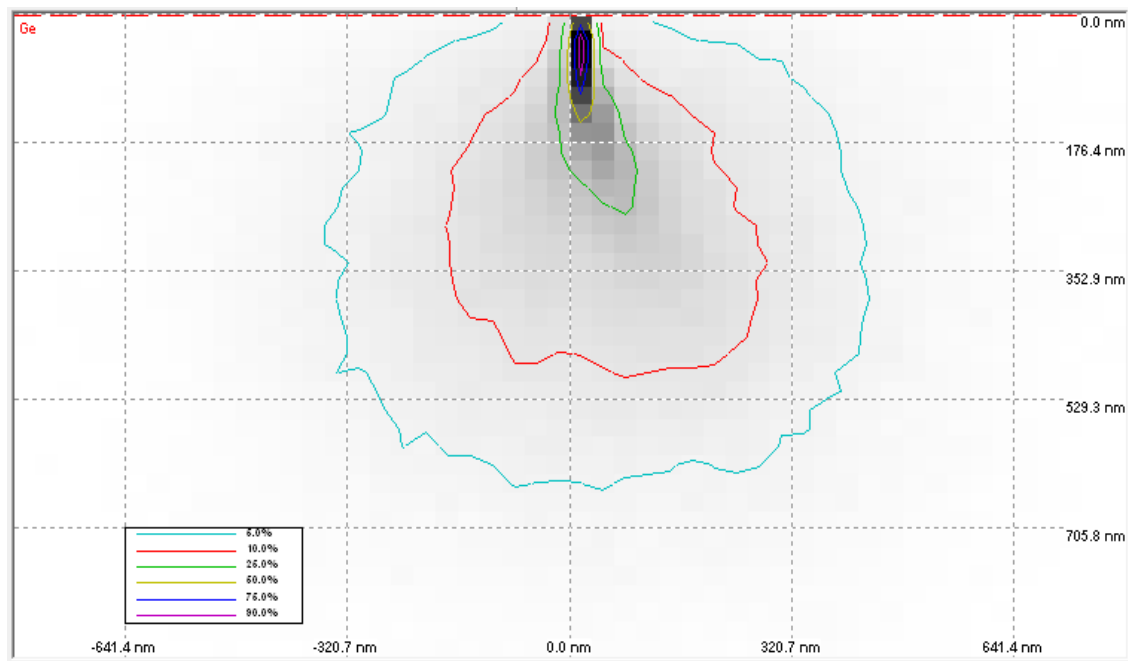 Ge
0.0 nm
176.4 nm
352.9 nm
529.3 nm
705.8 nm
5.0%
10.0%
25.0%
50.0%
75.0%
90.0%
-641.4 nm -320.7 nm 0.0 nm 320.7 nm 641.4 nm